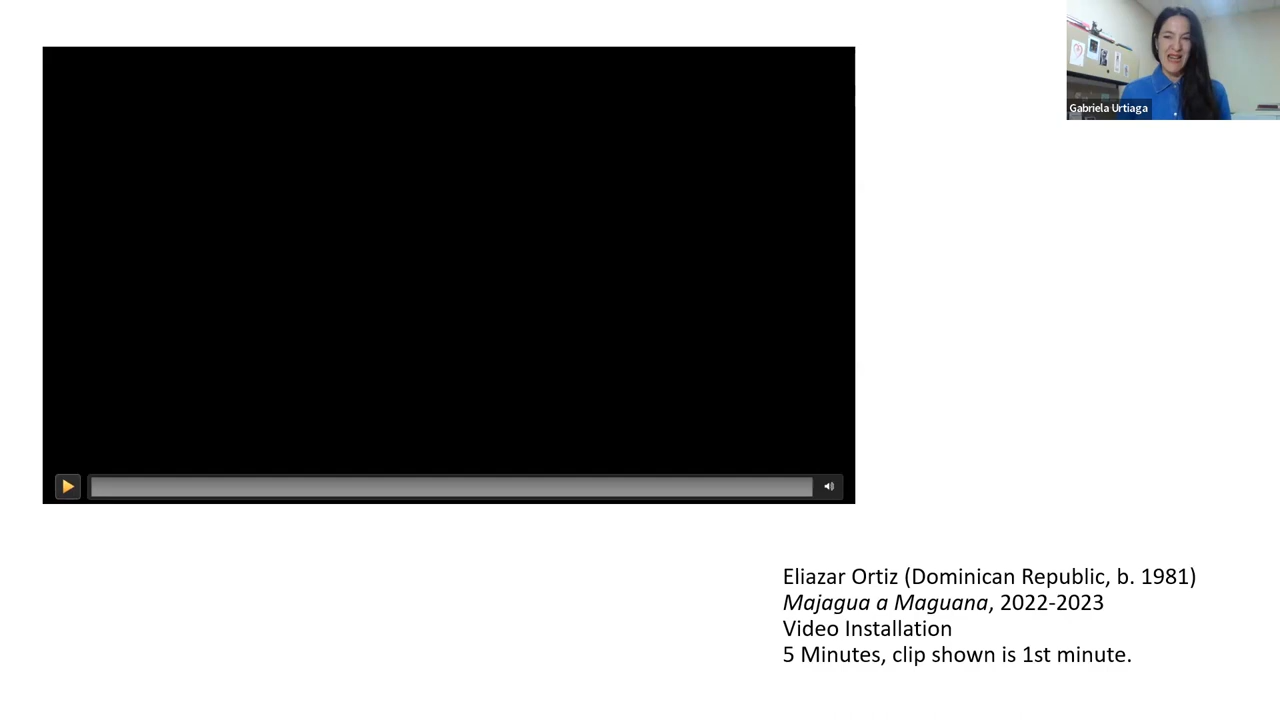 Gabriela Urtiaga
Eliazar Ortiz (Dominican Republic, b. 1981)
Majagua a Maguana, 2022-2023
Video Installation
5 Minutes, clip shown is 1st minute.